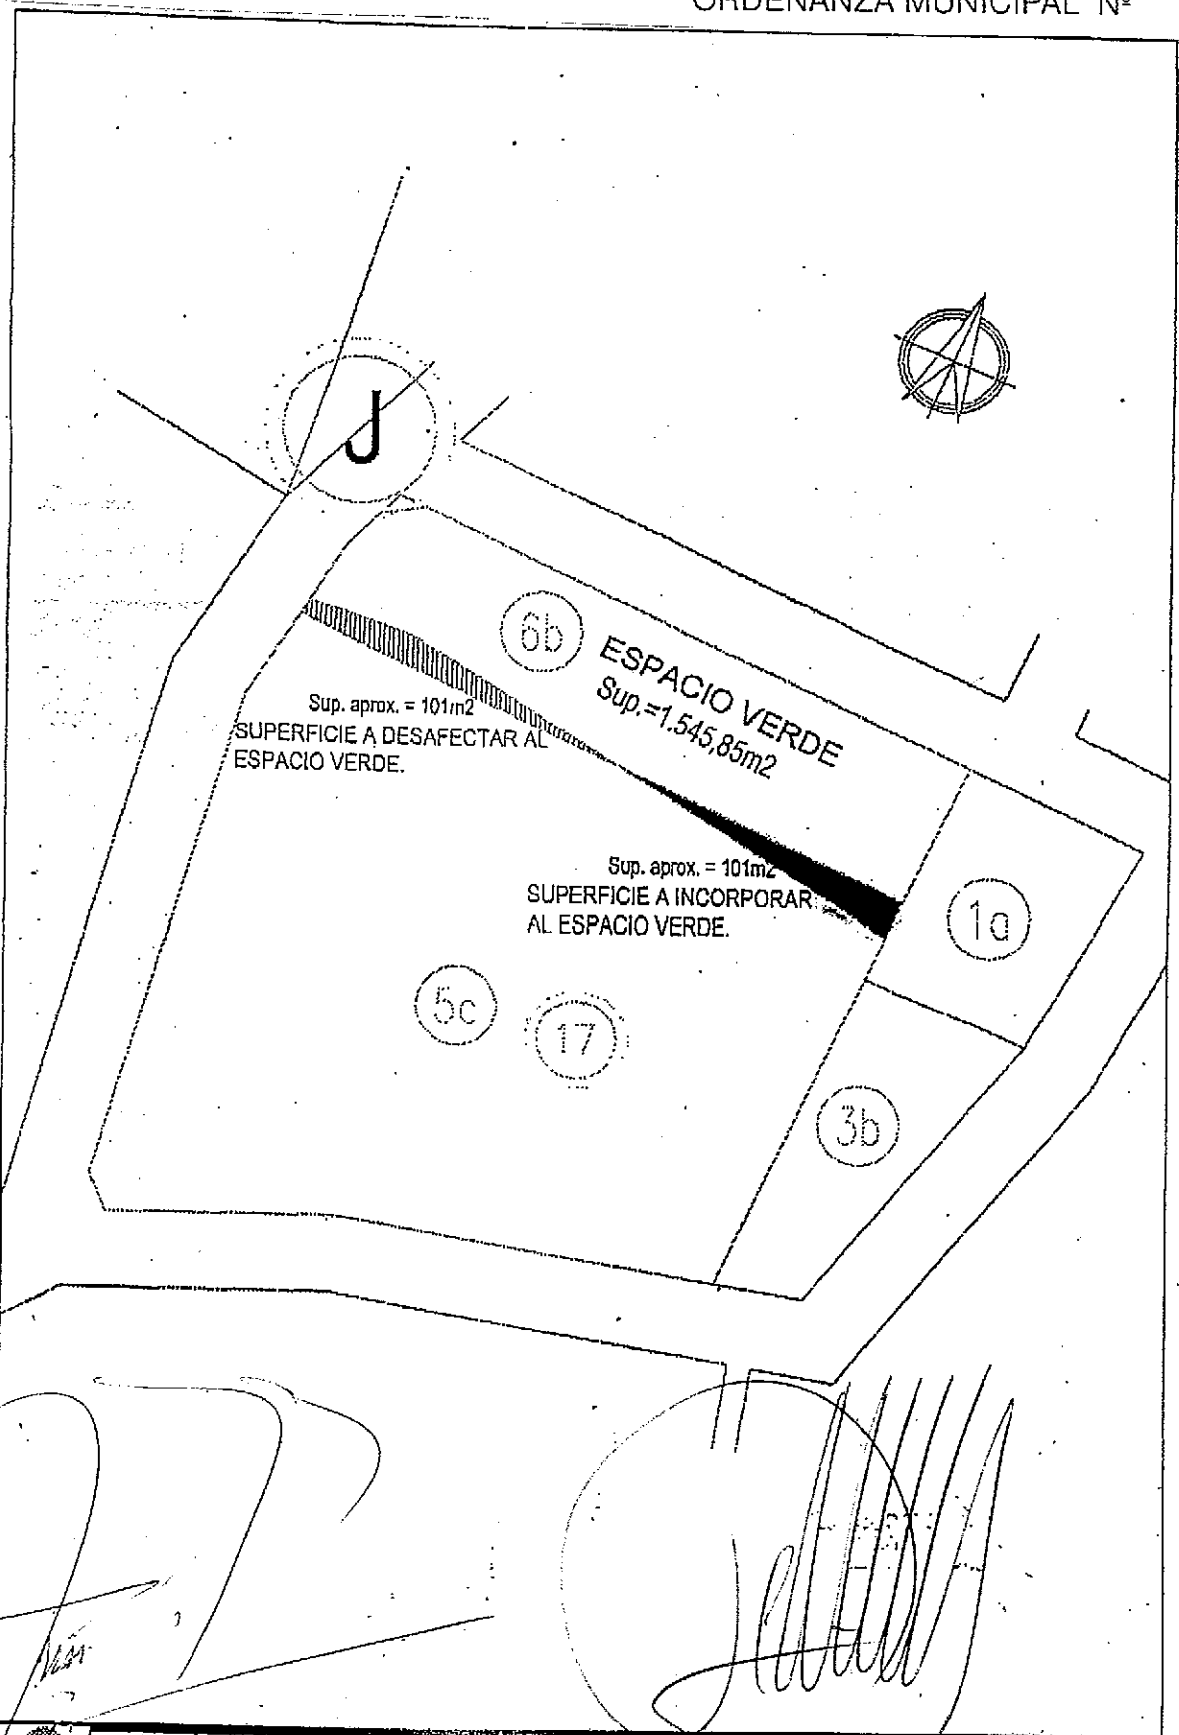 ORDENANZA MUNICIPAL Nº
J
6b
ESPACIO VERDE
Sup.=1.545,85m2
Sup. aprox. = 101m2
SUPERFICIE A DESAFECTAR AL
ESPACIO VERDE.
Sup. aprox. = 101m2
SUPERFICIE A INCORPORAR
AL ESPACIO VERDE.
1a
5c
17
3b